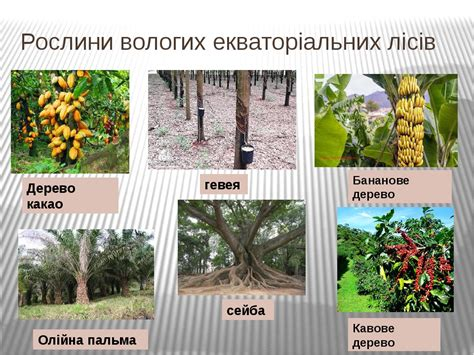 Рослини вологих екваторіальних лісів
Дерево
какао
гевея
Бананове
дерево
Олійна пальма
сейба
Кавове
дерево